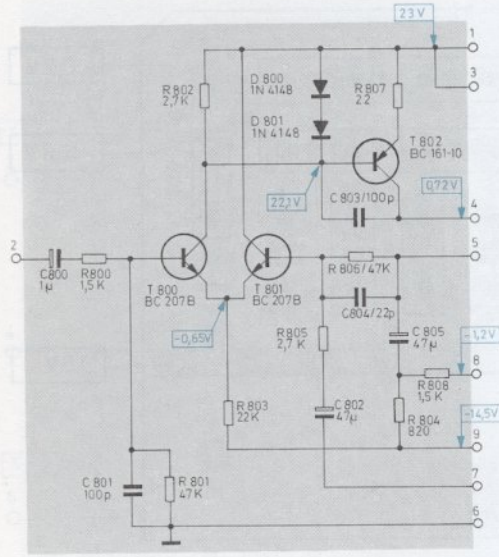 23V
1
3
R 802
2,7K
D 800
1N 4148
R 807
22
D 801
1N 4148
T 802
BC 161-10
0,72V
22,1V
C 803/100p
4
2
5
C800
1µ
R 800
1,5 K
T 800
BC 207B
T 801
BC 207B
R 806/47K
C804/22p
-0,65V
R 805
2,7 K
C 805
47µ
-1,2V
8
R 808
1,5 K
R 803
22K
C 802
47µ
R 804
820
-14,5V
9
7
C 801
100p
R 801
47K
6